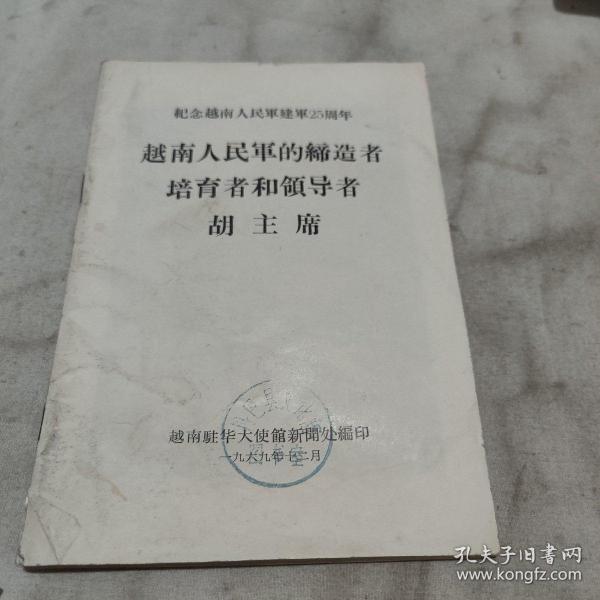 紀念越南人民軍建軍25周年
越南人民軍的締造者
培育者和領导者
胡主席
越南駐华大使館新聞处編印
一九六九年十二月
图书室
孔夫子旧书网
www.kongfz.com